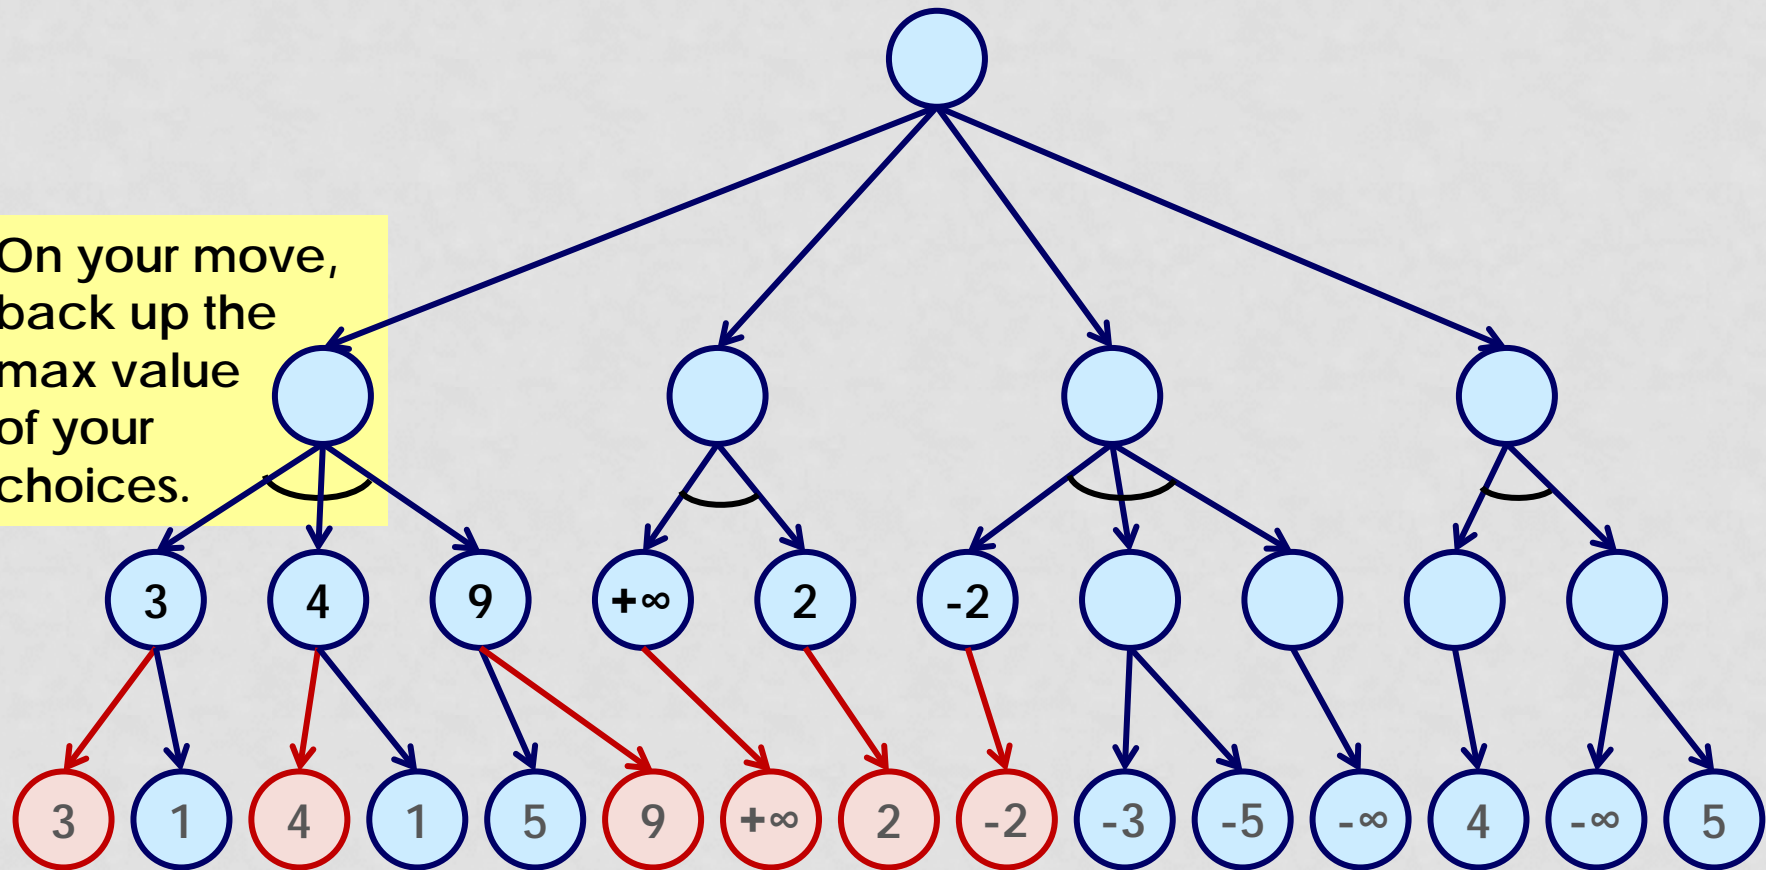 On your move,
back up the
max value
of your
choices.
3 4 9 +∞ 2 -2
3 1 4 1 5 9 +∞ 2 -2 -3 -5 -∞ 4 -∞ 5